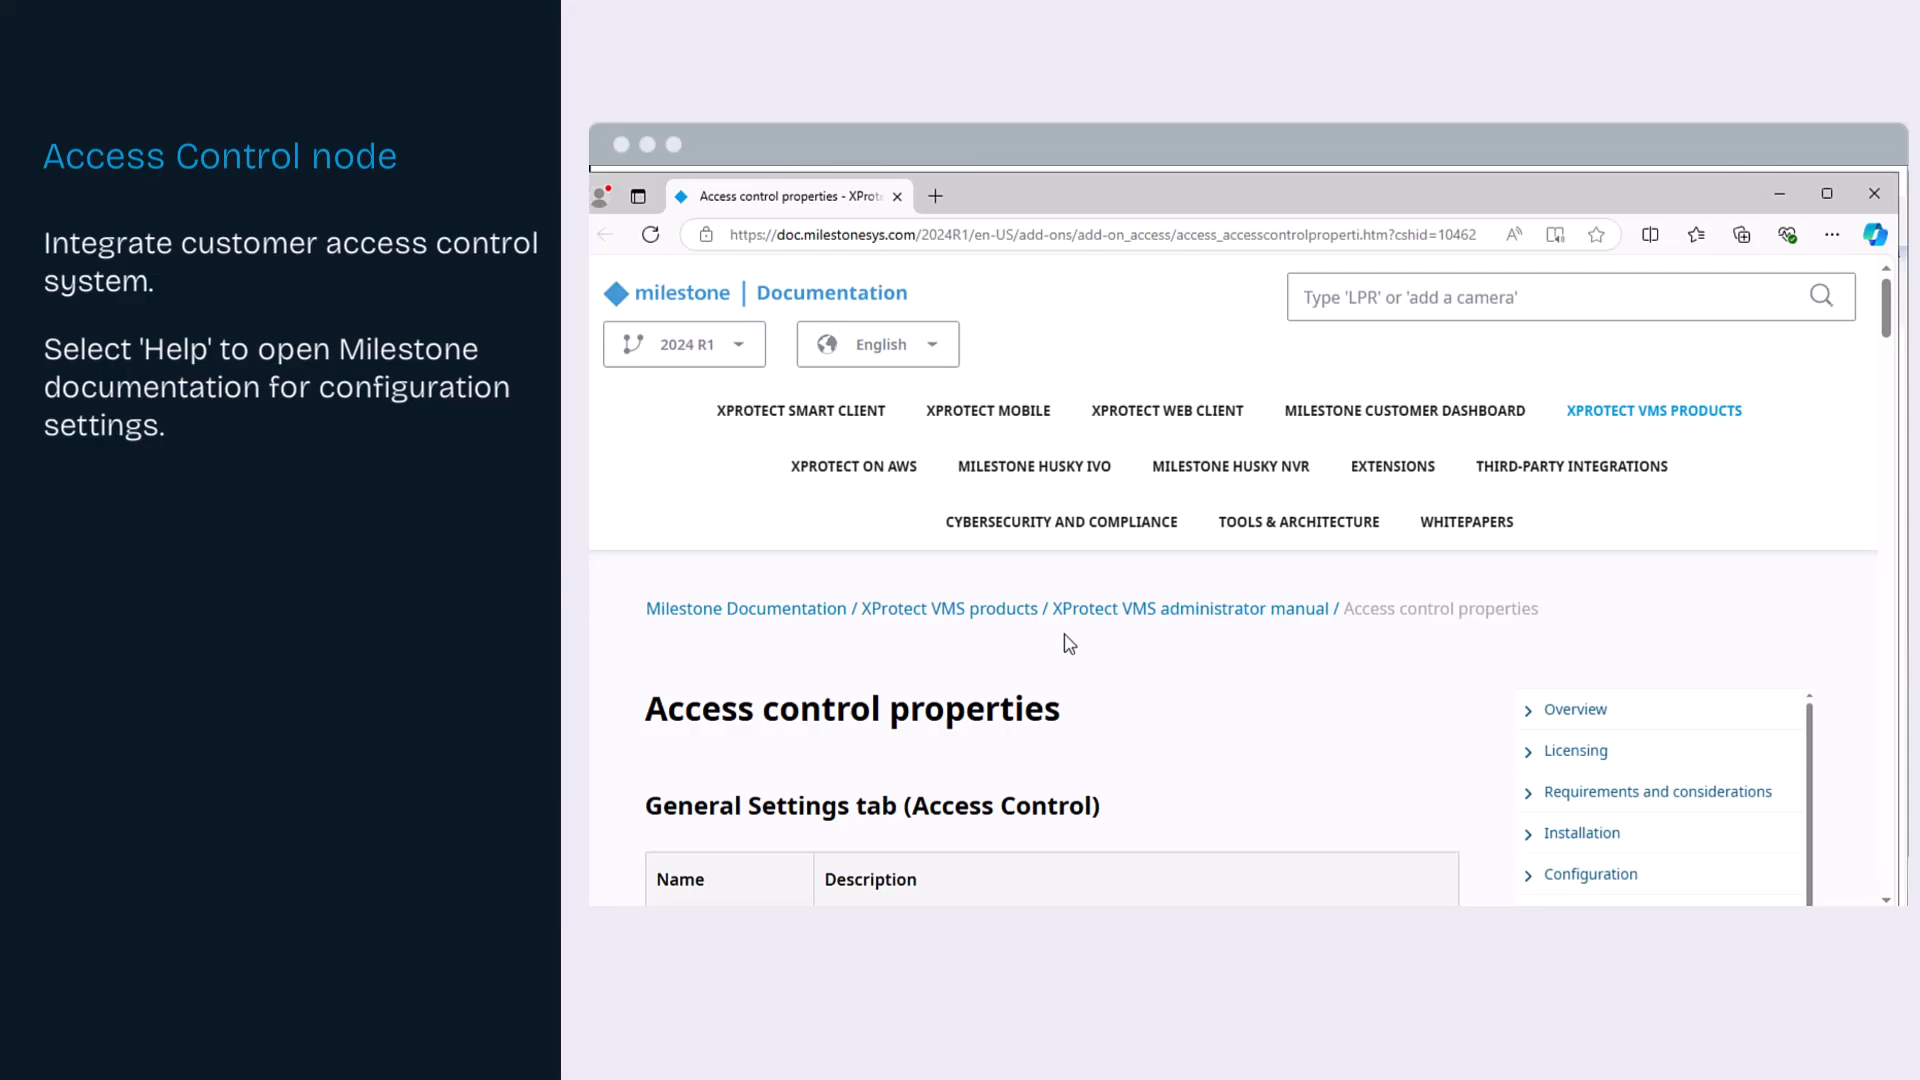 Access Control node
Integrate customer access control
system.
Select 'Help' to open Milestone
documentation for configuration
settings.
Access control properties - XProte
https://doc.milestonesys.com/2024R1/en-US/add-ons/add-on_access/access_accesscontrolproperti.htm?cshid=10462
milestone | Documentation
Type 'LPR' or 'add a camera'
2024 R1
English
XPROTECT SMART CLIENT
XPROTECT MOBILE
XPROTECT WEB CLIENT
MILESTONE CUSTOMER DASHBOARD
XPROTECT VMS PRODUCTS
XPROTECT ON AWS
MILESTONE HUSKY IVO
MILESTONE HUSKY NVR
EXTENSIONS
THIRD-PARTY INTEGRATIONS
CYBERSECURITY AND COMPLIANCE
TOOLS & ARCHITECTURE
WHITEPAPERS
Milestone Documentation / XProtect VMS products / XProtect VMS administrator manual / Access control properties
Access control properties
General Settings tab (Access Control)
Name
Description
Overview
Licensing
Requirements and considerations
Installation
Configuration